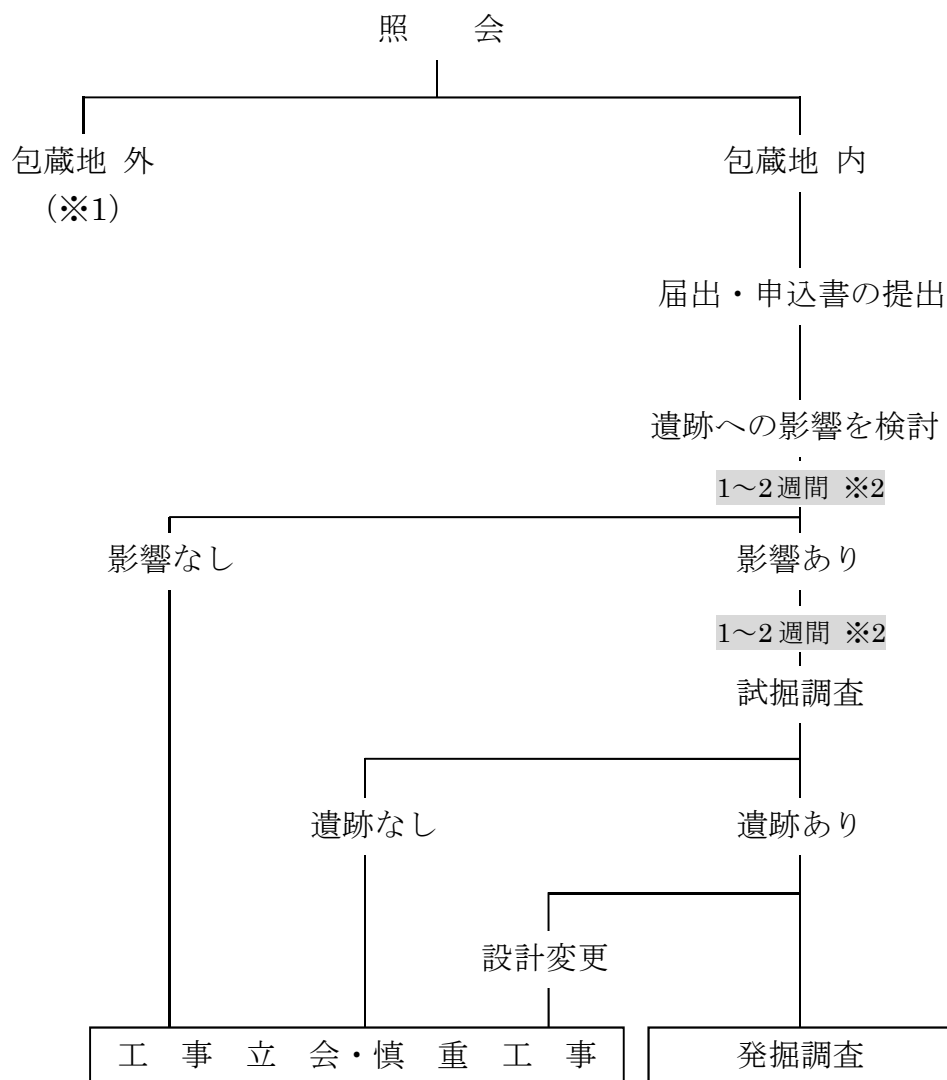 照　会
包蔵地 外
包蔵地 内
（※1）
届出・申込書の提出
遺跡への影響を検討
1～2週間 ※2
影響なし
影響あり
1～2週間 ※2
試掘調査
遺跡なし
遺跡あり
設計変更
工 事 立 会・慎 重 工 事
発掘調査